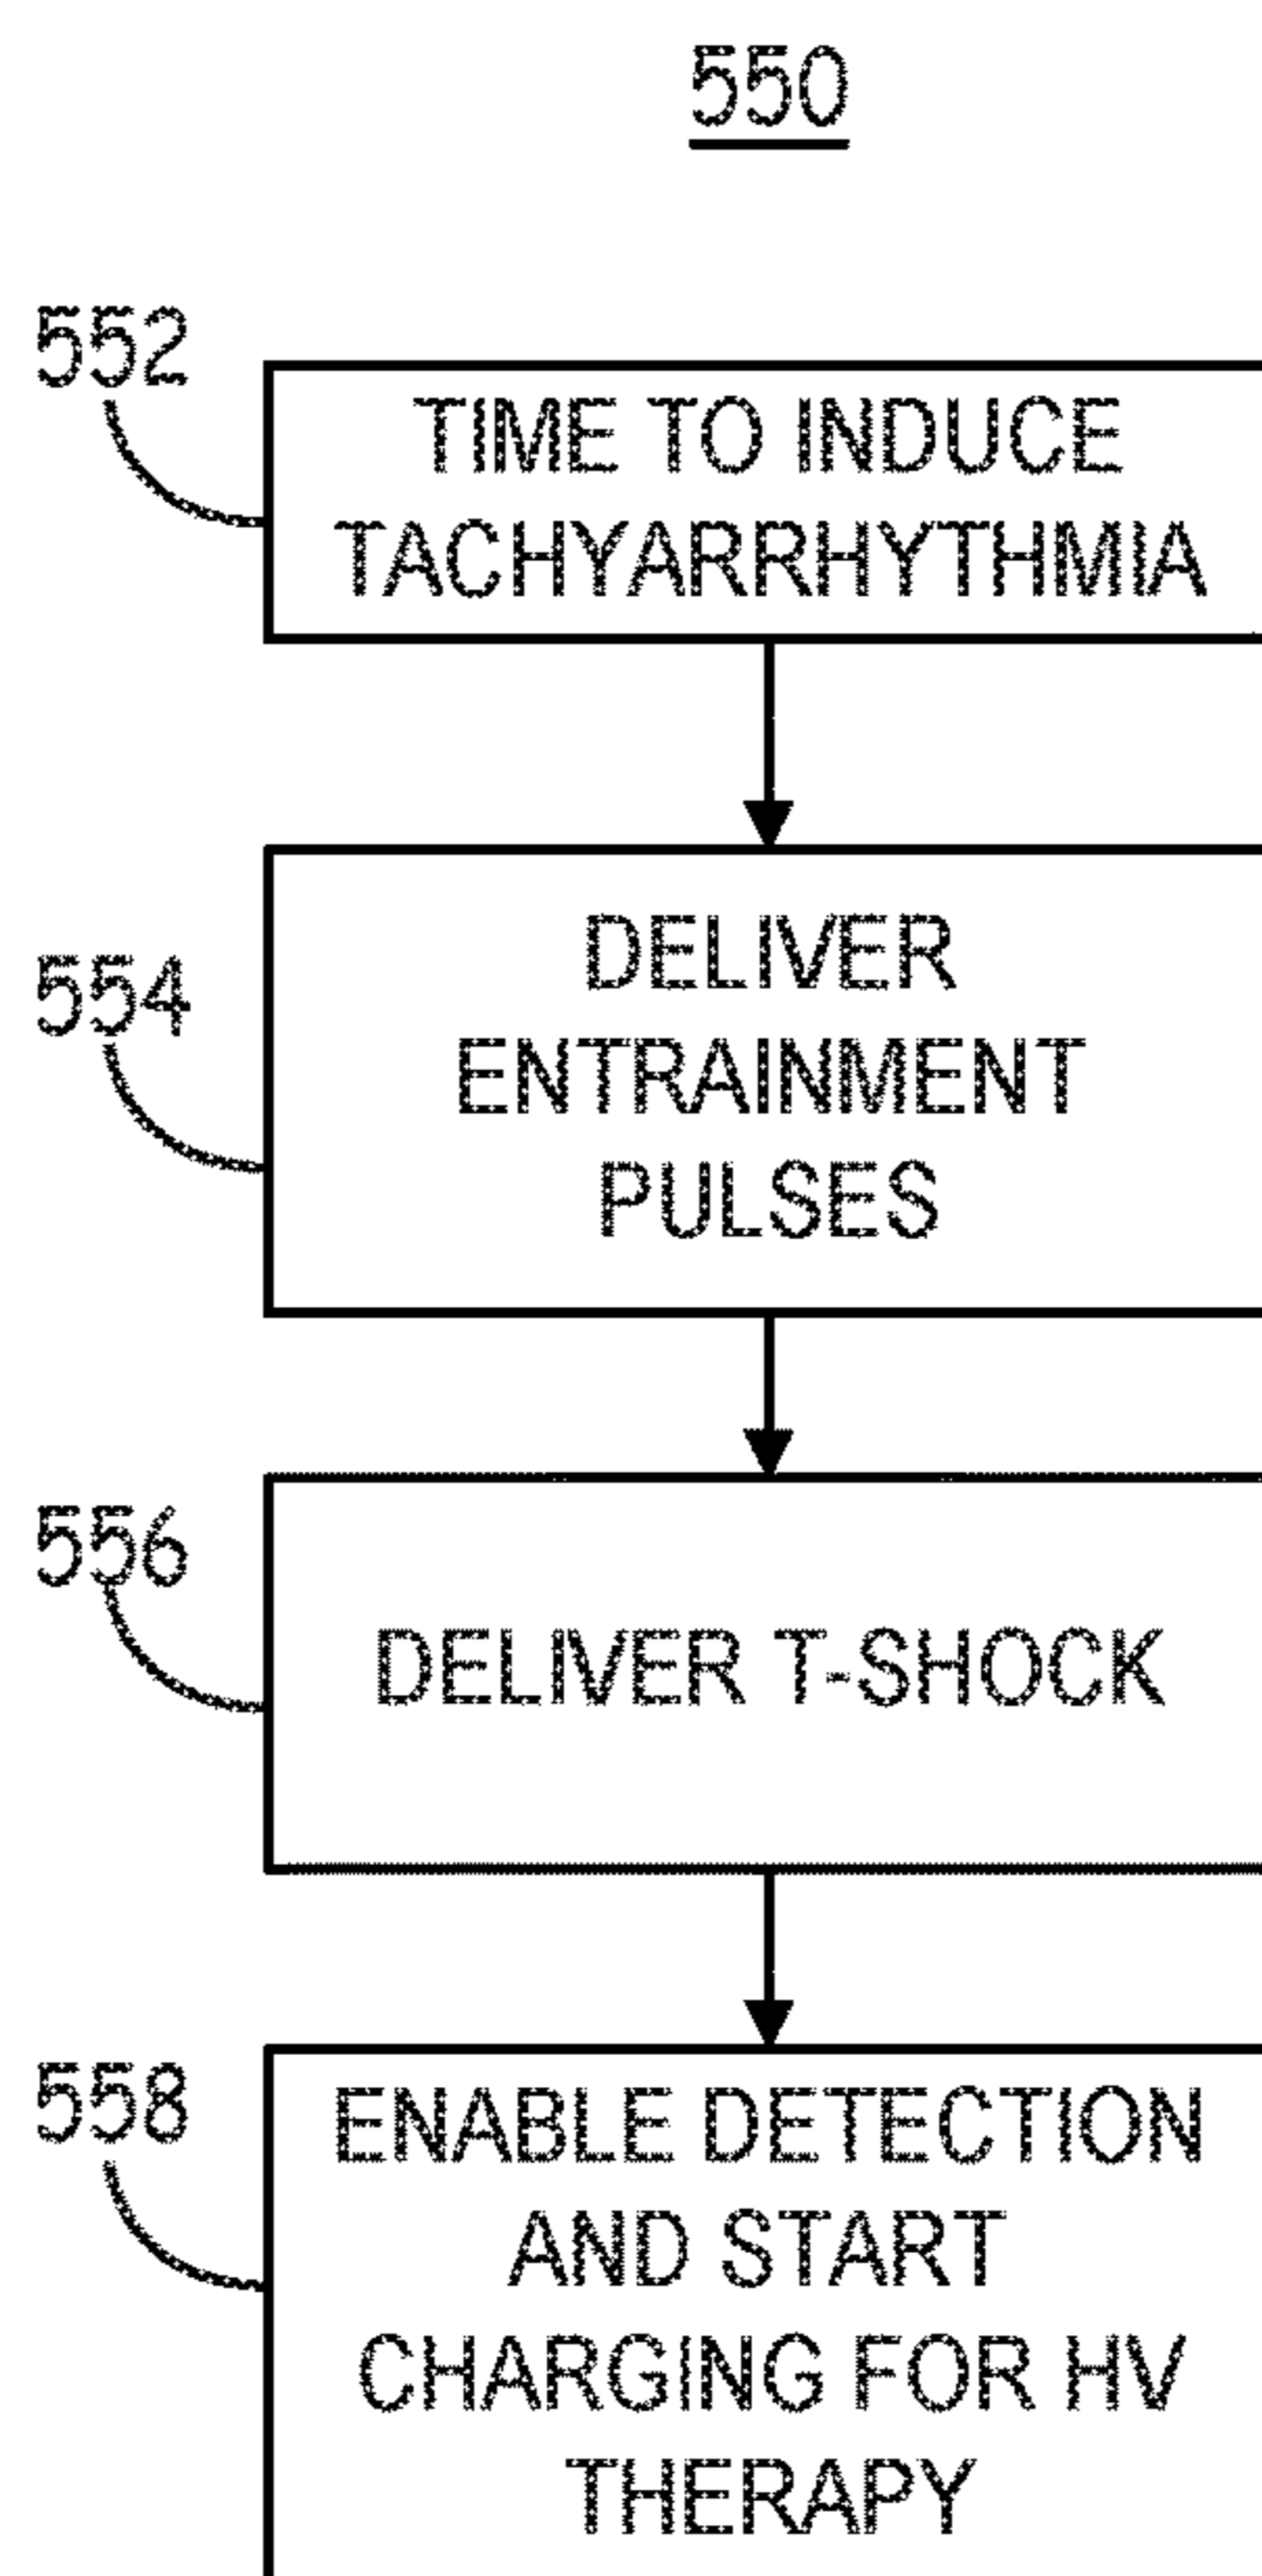 550
552
TIME TO INDUCE
TACHYARRHYTHMIA
554
DELIVER
ENTRAINMENT
PULSES
556
DELIVER T-SHOCK
558
ENABLE DETECTION
AND START
CHARGING FOR HV
THERAPY